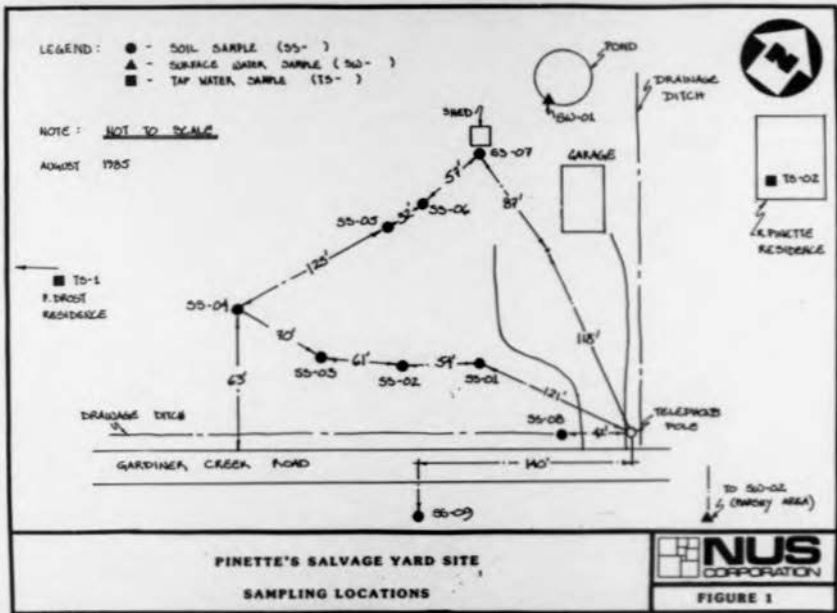 LEGEND: ● - SOIL SAMPLE (SS- )
▲ - SURFACE WATER SAMPLE (SW- )
■ - TAP WATER SAMPLE (TS- )
NOTE: NOT TO SCALE
AUGUST 1985
POND
DRAINAGE DITCH
N
SW-01
SHED
SS-07
GARAGE
TS-02
R. PINETTE
RESIDENCE
57'
SS-06
SS-05
87'
125'
TS-1
F. DROST
RESIDENCE
SS-04
118'
70'
63'
SS-03
61'
SS-02
59'
SS-01
121'
DRAINAGE DITCH
SS-08
42'
TELEPHONE
POLE
GARDINER CREEK ROAD
140'
SS-09
TO SW-02
(MARSHY AREA)
PINETTE'S SALVAGE YARD SITE
SAMPLING LOCATIONS
NUS
CORPORATION
FIGURE 1